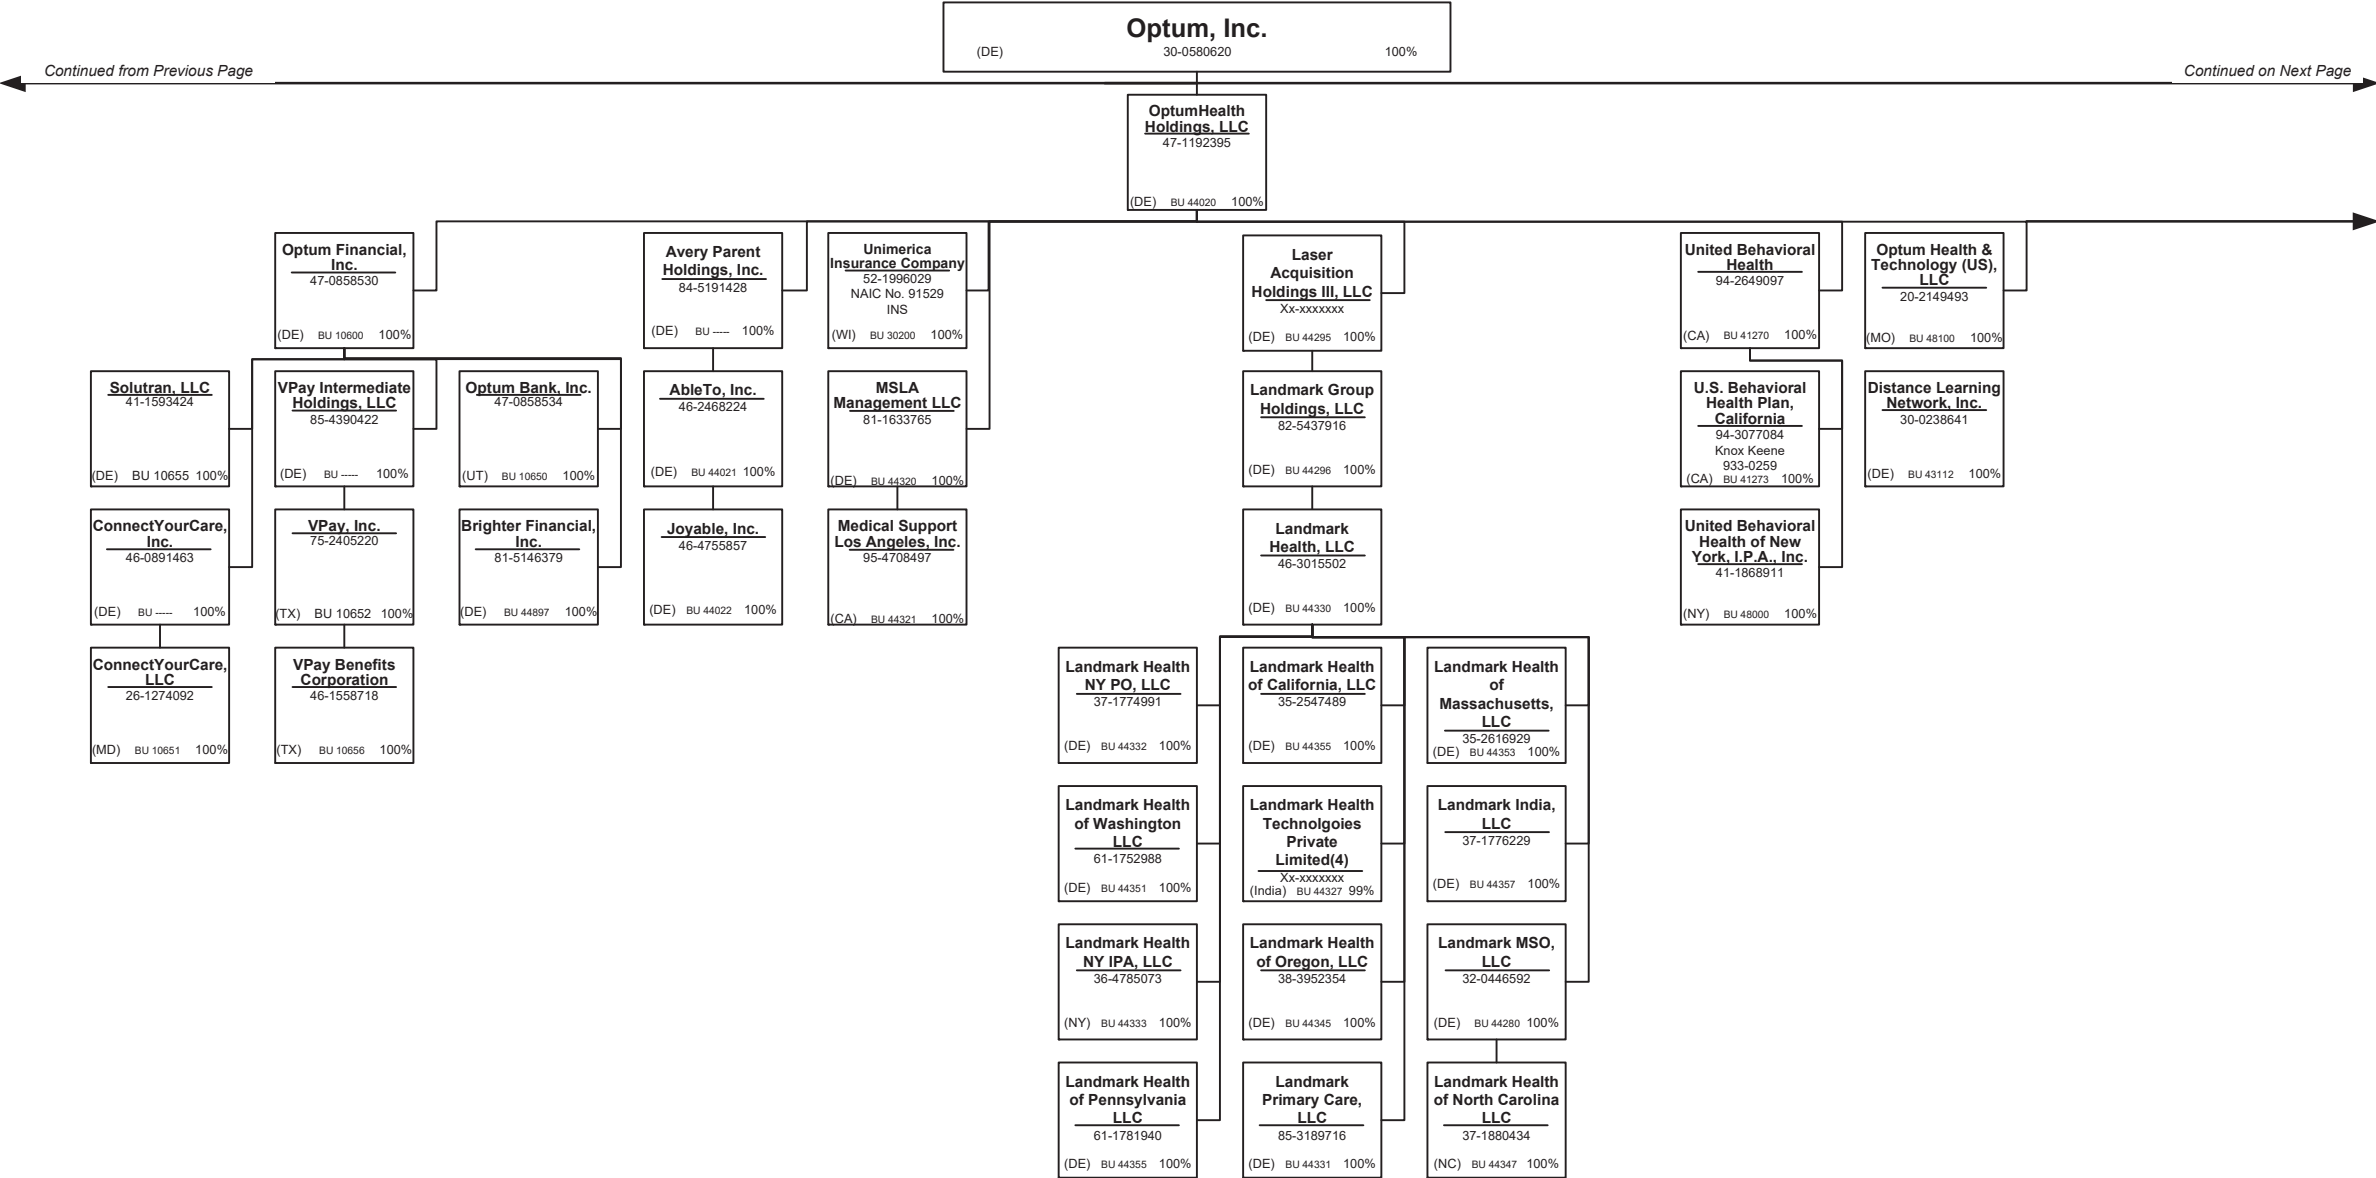 Optum, Inc.
(DE) 30-0580620 100%
Continued from Previous Page
Continued on Next Page
OptumHealth
Holdings, LLC
47-1192395
(DE) BU 44020 100%
Optum Financial,
Inc.
47-0858530
(DE) BU 10600 100%
Avery Parent
Holdings, Inc.
84-5191428
(DE) BU ----- 100%
Unimerica
Insurance Company
52-1996029
NAIC No. 91529
INS
(WI) BU 30200 100%
Laser
Acquisition
Holdings III, LLC
Xx-xxxxxxx
(DE) BU 44295 100%
United Behavioral
Health
94-2649097
(CA) BU 41270 100%
Optum Health &
Technology (US),
LLC
20-2149493
(MO) BU 48100 100%
Solutran, LLC
41-1593424
(DE) BU 10655 100%
VPay Intermediate
Holdings, LLC
85-4390422
(DE) BU ----- 100%
Optum Bank, Inc.
47-0858534
(UT) BU 10650 100%
AbleTo, Inc.
46-2468224
(DE) BU 44021 100%
MSLA
Management LLC
81-1633765
(DE) BU 44320 100%
Landmark Group
Holdings, LLC
82-5437916
(DE) BU 44296 100%
U.S. Behavioral
Health Plan,
California
94-3077084
Knox Keene
933-0259
(CA) BU 41273 100%
Distance Learning
Network, Inc.
30-0238641
(DE) BU 43112 100%
ConnectYourCare,
Inc.
46-0891463
(DE) BU ----- 100%
VPay, Inc.
75-2405220
(TX) BU 10652 100%
Brighter Financial,
Inc.
81-5146379
(DE) BU 44897 100%
Joyable, Inc.
46-4755857
(DE) BU 44022 100%
Medical Support
Los Angeles, Inc.
95-4708497
(CA) BU 44321 100%
Landmark
Health, LLC
46-3015502
(DE) BU 44330 100%
United Behavioral
Health of New
York, I.P.A., Inc.
41-1868911
(NY) BU 48000 100%
ConnectYourCare,
LLC
26-1274092
(MD) BU 10651 100%
VPay Benefits
Corporation
46-1558718
(TX) BU 10656 100%
Landmark Health
NY PO, LLC
37-1774991
(DE) BU 44332 100%
Landmark Health
of California, LLC
35-2547489
(DE) BU 44355 100%
Landmark Health
of
Massachusetts,
LLC
35-2616929
(DE) BU 44353 100%
Landmark Health
of Washington
LLC
61-1752988
(DE) BU 44351 100%
Landmark Health
Technolgoies
Private
Limited(4)
Xx-xxxxxxx
(India) BU 44327 99%
Landmark India,
LLC
37-1776229
(DE) BU 44357 100%
Landmark Health
NY IPA, LLC
36-4785073
(NY) BU 44333 100%
Landmark Health
of Oregon, LLC
38-3952354
(DE) BU 44345 100%
Landmark MSO,
LLC
32-0446592
(DE) BU 44280 100%
Landmark Health
of Pennsylvania
LLC
61-1781940
(DE) BU 44355 100%
Landmark
Primary Care,
LLC
85-3189716
(DE) BU 44331 100%
Landmark Health
of North Carolina
LLC
37-1880434
(NC) BU 44347 100%